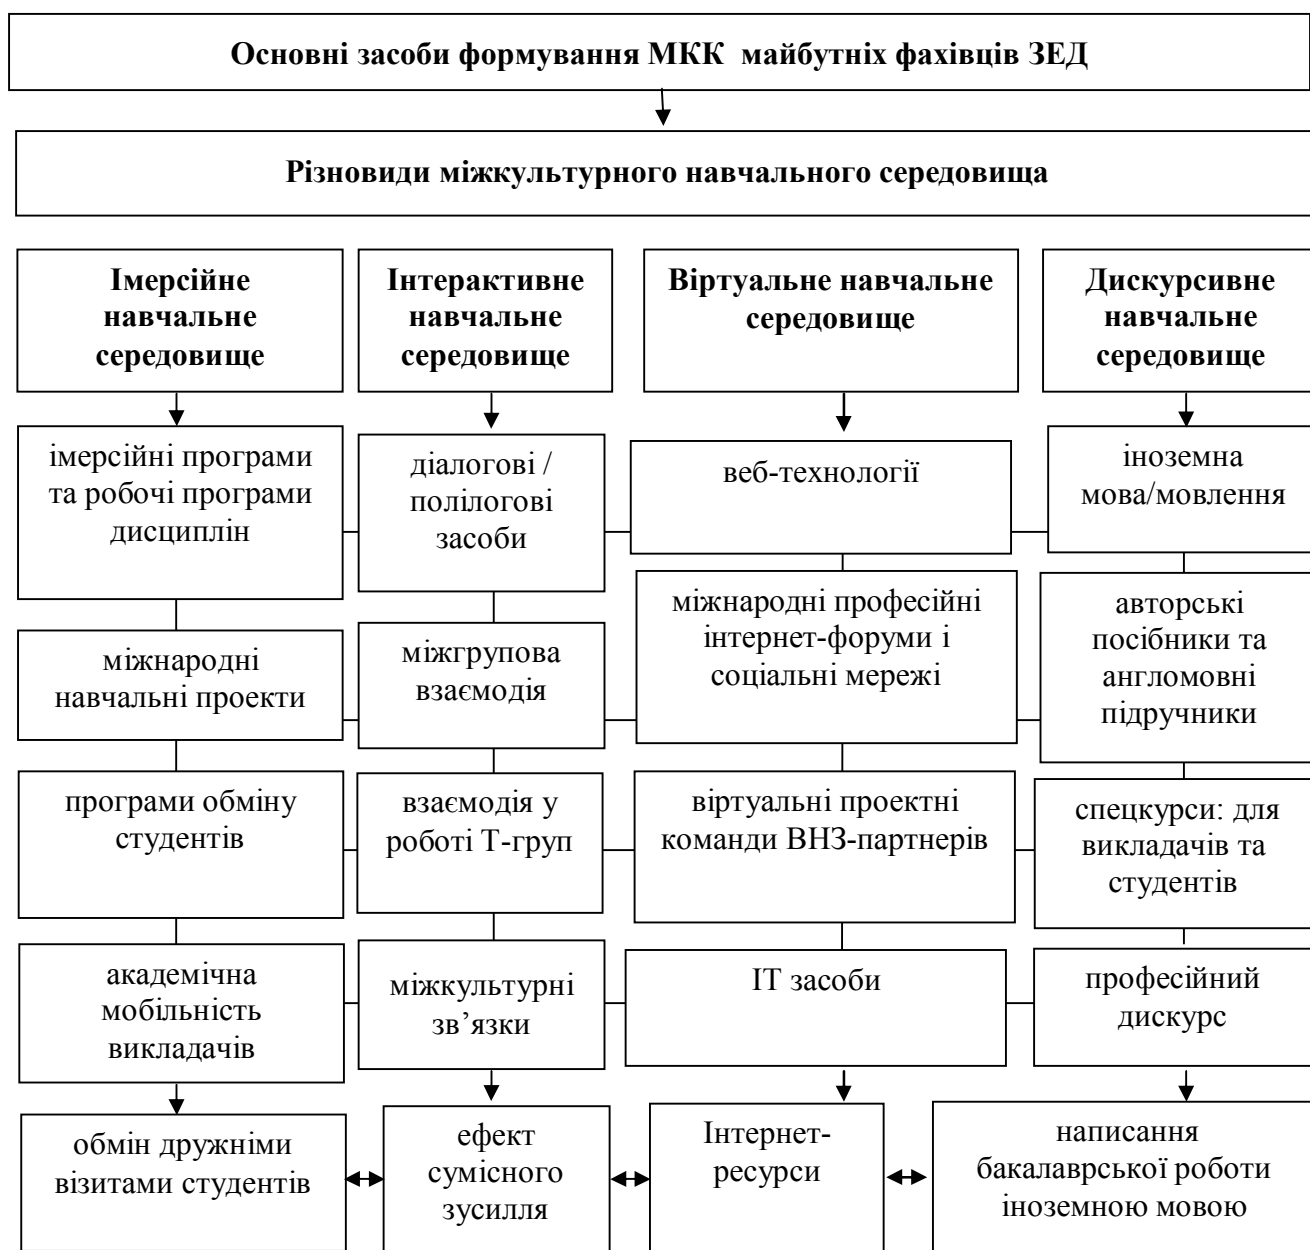 Основні засоби формування МКК майбутніх фахівців ЗЕД
Різновиди міжкультурного навчального середовища
Імерсійне
навчальне
середовище
Інтерактивне
навчальне
середовище
Віртуальне навчальне
середовище
Дискурсивне
навчальне
середовище
імерсійні програми
та робочі програми
дисциплін
діалогові /
полілогові
засоби
веб-технології
іноземна
мова/мовлення
міжнародні
навчальні проекти
міжгрупова
взаємодія
міжнародні професійні
інтернет-форуми і
соціальні мережі
авторські
посібники та
англомовні
підручники
програми обміну
студентів
взаємодія у
роботі Т-груп
віртуальні проектні
команди ВНЗ-партнерів
спецкурси: для
викладачів та
студентів
академічна
мобільність
викладачів
міжкультурні
зв’язки
ІТ засоби
професійний
дискурс
обмін дружніми
візитами студентів
ефект
сумісного
зусилля
Інтернет-
ресурси
написання
бакалаврської роботи
іноземною мовою